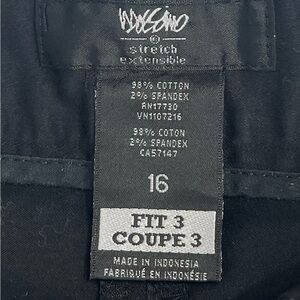 Mossimo
stretch
extensible
98% COTTON
2% SPANDEX
RN17730
VN1107216
98% COTON
2% SPANDEX
CA57147
16
FIT 3
COUPE 3
MADE IN INDONESIA
FABRIQUÉ EN INDONÉSIE